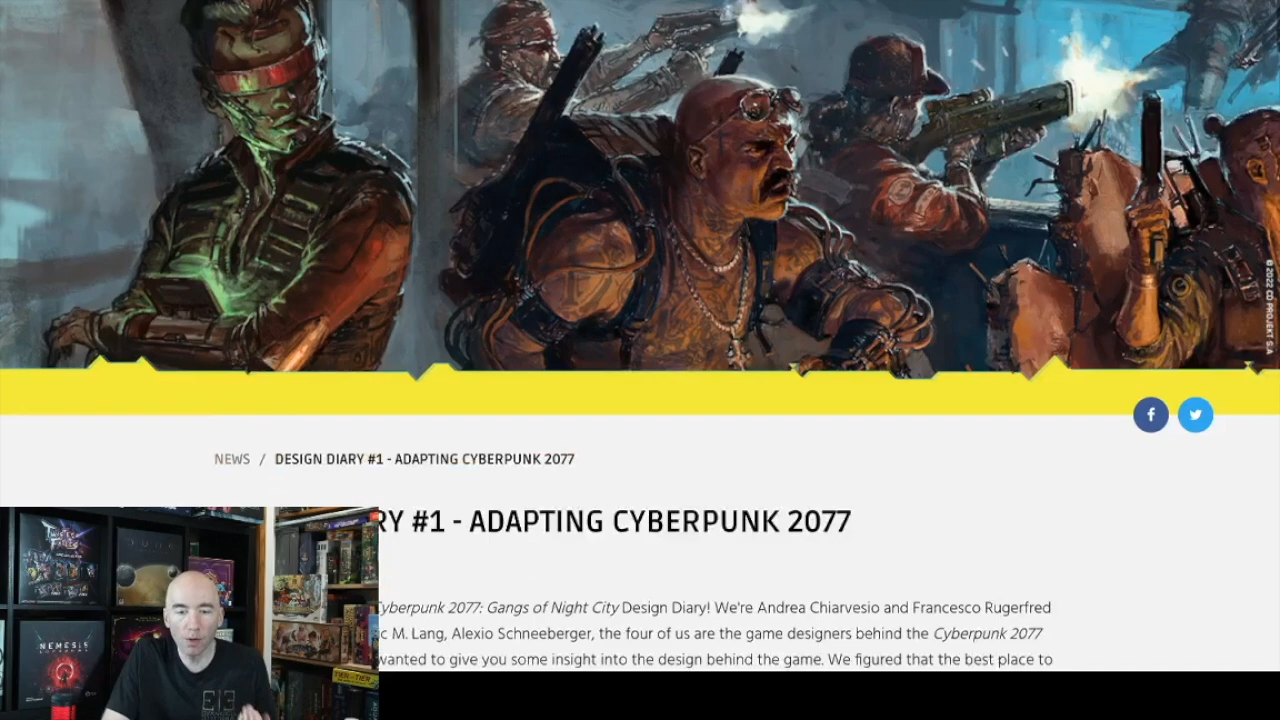 © 2022 CD PROJEKT S.A
NEWS / DESIGN DIARY #1 - ADAPTING CYBERPUNK 2077
RY #1 - ADAPTING CYBERPUNK 2077
Cyberpunk 2077: Gangs of Night City Design Diary! We're Andrea Chiarvesio and Francesco Rugerfred
ic M. Lang, Alexio Schneeberger, the four of us are the game designers behind the Cyberpunk 2077
wanted to give you some insight into the design behind the game. We figured that the best place to
DUNE
NEMESIS